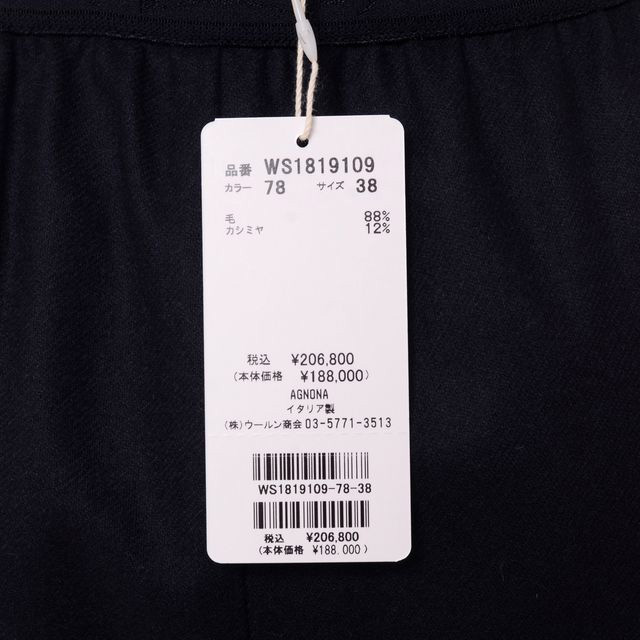 品番 WS1819109
カラー 78 サイズ 38
毛 88%
カシミヤ 12%
税込 ¥206,800
(本体価格 ¥188,000)
AGNONA
イタリア製
(株)ウールン商会 03-5771-3513
WS1819109-78-38
税込 ¥206,800
(本体価格 ¥188.000)